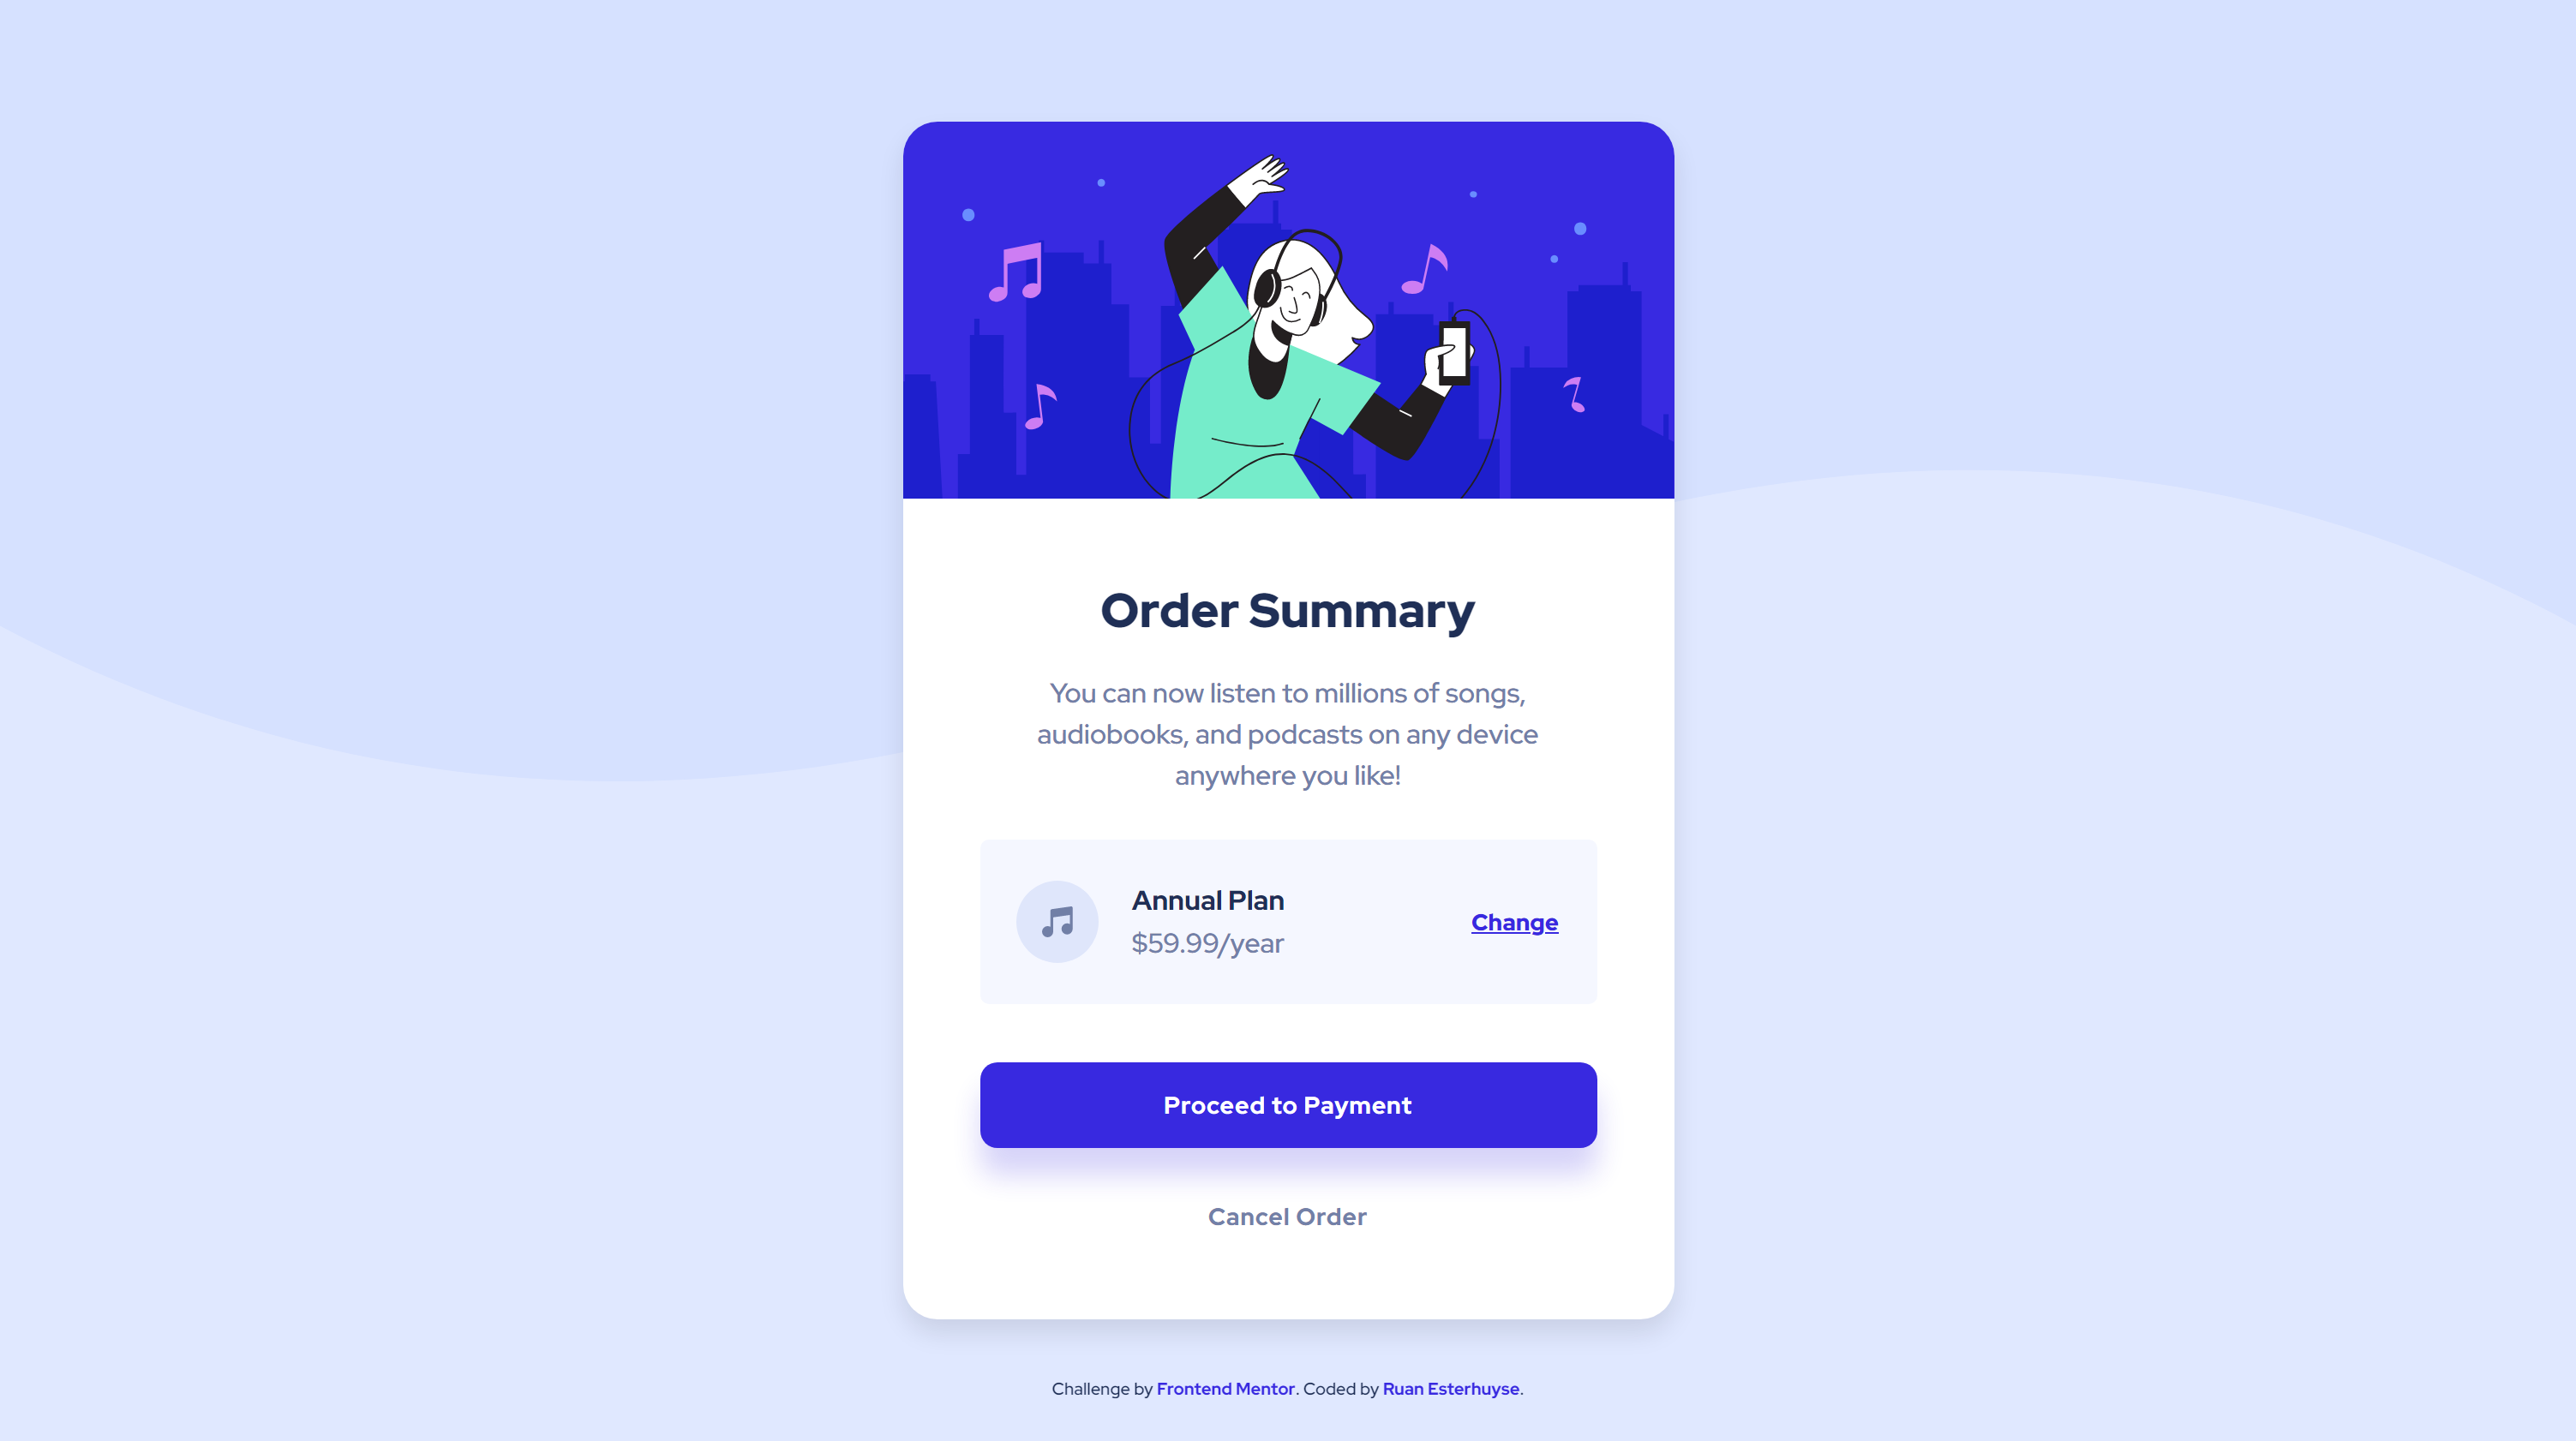 Order Summary
You can now listen to millions of songs,
audiobooks, and podcasts on any device
anywhere you like!
Annual Plan
$59.99/year
Change
Proceed to Payment
Cancel Order
Challenge by Frontend Mentor. Coded by Ruan Esterhuyse.